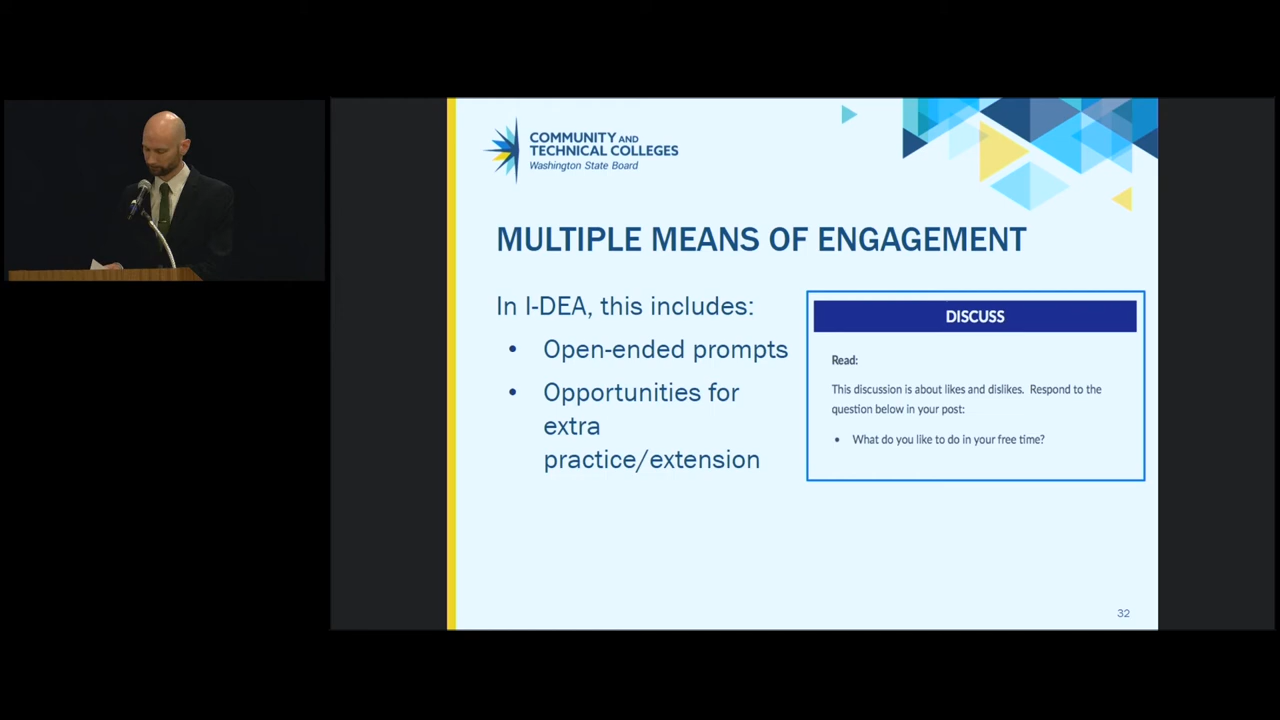 COMMUNITY AND
TECHNICAL COLLEGES
Washington State Board
MULTIPLE MEANS OF ENGAGEMENT
In I-DEA, this includes:
• Open-ended prompts
• Opportunities for
extra
practice/extension
DISCUSS
Read:
This discussion is about likes and dislikes. Respond to the
question below in your post:
• What do you like to do in your free time?
32